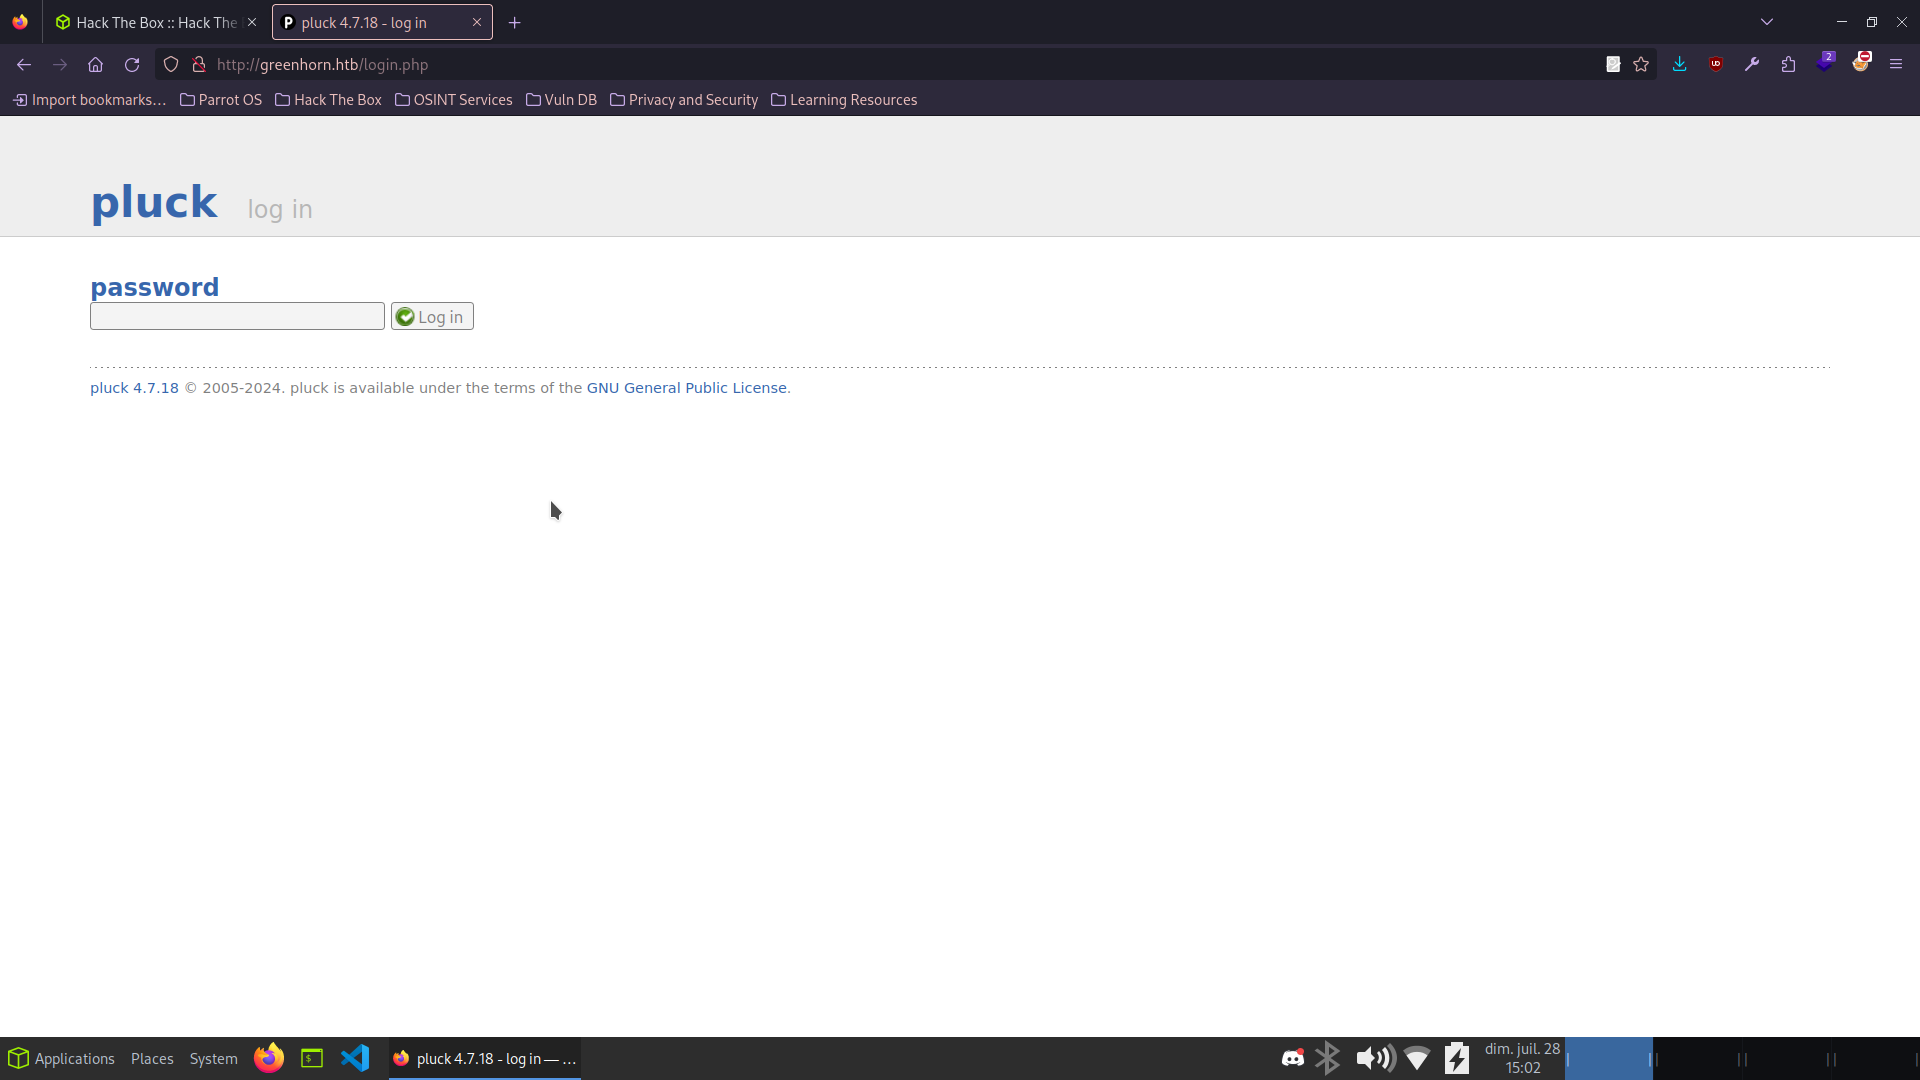 Hack The Box :: Hack The
pluck 4.7.18 - log in
http://greenhorn.htb/login.php
2
Import bookmarks… Parrot OS Hack The Box OSINT Services Vuln DB Privacy and Security Learning Resources
pluck log in
password
Log in
pluck 4.7.18 © 2005-2024. pluck is available under the terms of the GNU General Public License.
Applications Places System pluck 4.7.18 - log in — … dim. juil. 28
15:02